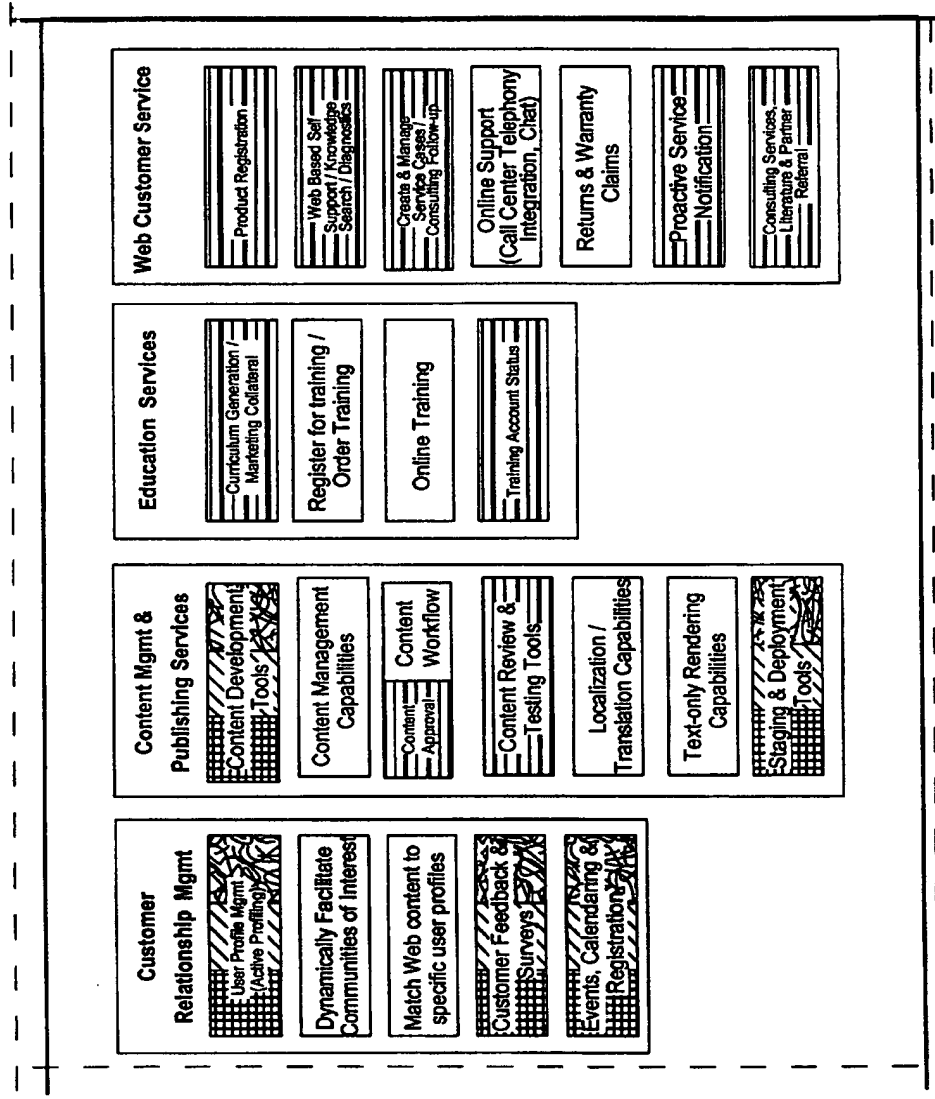 Customer
Relationship Mgmt
User Profile Mgmt
(Active Profiling)
Dynamically Facilitate
Communities of Interest
Match Web content to
specific user profiles
Customer Feedback &
Surveys
Events, Calendaring &
Registration
Content Mgmt &
Publishing Services
Content Development
Tools
Content Management
Capabilities
Content
Approval
Content
Workflow
Content Review &
Testing Tools
Localization /
Translation Capabilities
Text-only Rendering
Capabilities
Staging & Deployment
Tools
Education Services
Curriculum Generation /
Marketing Collateral
Register for training /
Order Training
Online Training
Training Account Status
Web Customer Service
Product Registration
Web Based Self
Support / Knowledge
Search / Diagnostics
Create & Manage
Service Cases /
Consulting Follow-up
Online Support
(Call Center Telephony
Integration, Chat)
Returns & Warranty
Claims
Proactive Service
Notification
Consulting Services,
Literature & Partner
Referral